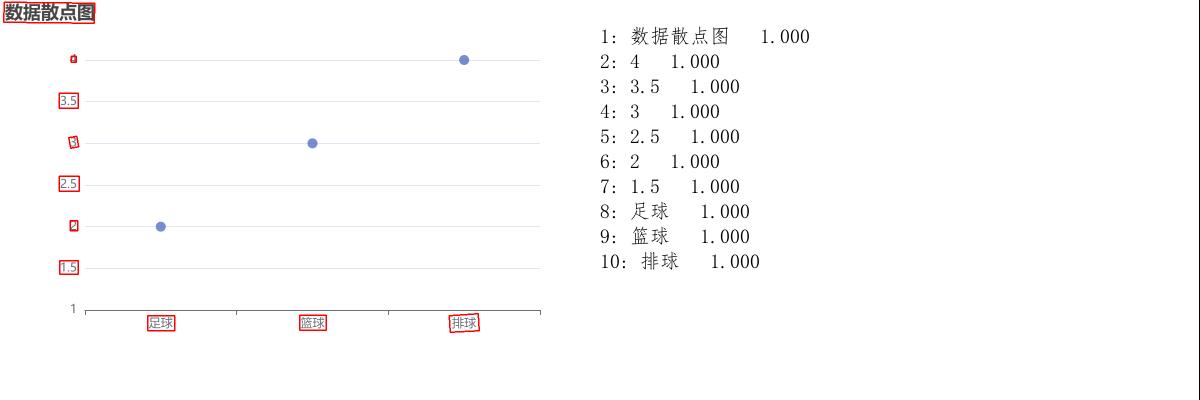 数据散点图
4
3.5
3
2.5
2
1.5
1
足球 篮球 排球
1: 数据散点图 1.000
2: 4 1.000
3: 3.5 1.000
4: 3 1.000
5: 2.5 1.000
6: 2 1.000
7: 1.5 1.000
8: 足球 1.000
9: 篮球 1.000
10: 排球 1.000